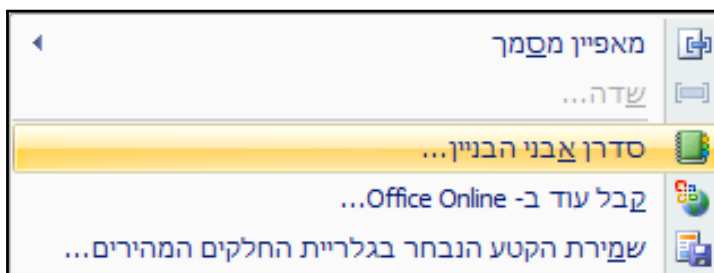 מאפיין מסמך
שדה...
סדרן אבני הבניין...
קבל עוד ב- Office Online...
שמירת הקטע הנבחר בגלריית החלקים המהירים...